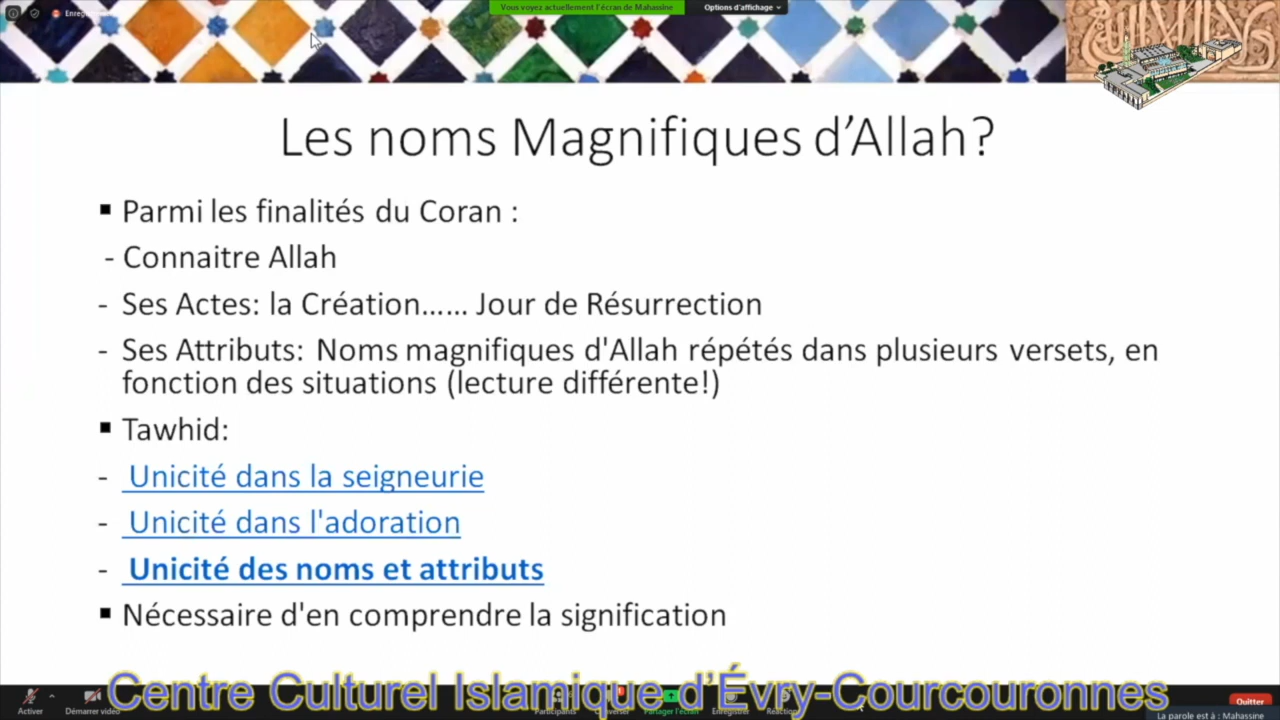 Enregistrement
Vous voyez actuellement l'écran de Mahassine
Options d'affichage
Les noms Magnifiques d'Allah?
▪ Parmi les finalités du Coran :
- Connaitre Allah
- Ses Actes: la Création…… Jour de Résurrection
- Ses Attributs: Noms magnifiques d'Allah répétés dans plusieurs versets, en
fonction des situations (lecture différente!)
▪ Tawhid:
- Unicité dans la seigneurie
- Unicité dans l'adoration
- Unicité des noms et attributs
▪ Nécessaire d'en comprendre la signification
Centre Culturel Islamique d'Évry-Courcouronnes
Activer
Démarrer vidéo
Participants
Converser
Partager l'écran
Enregistrer
Réactions
Quitter
La parole est à : Mahassine